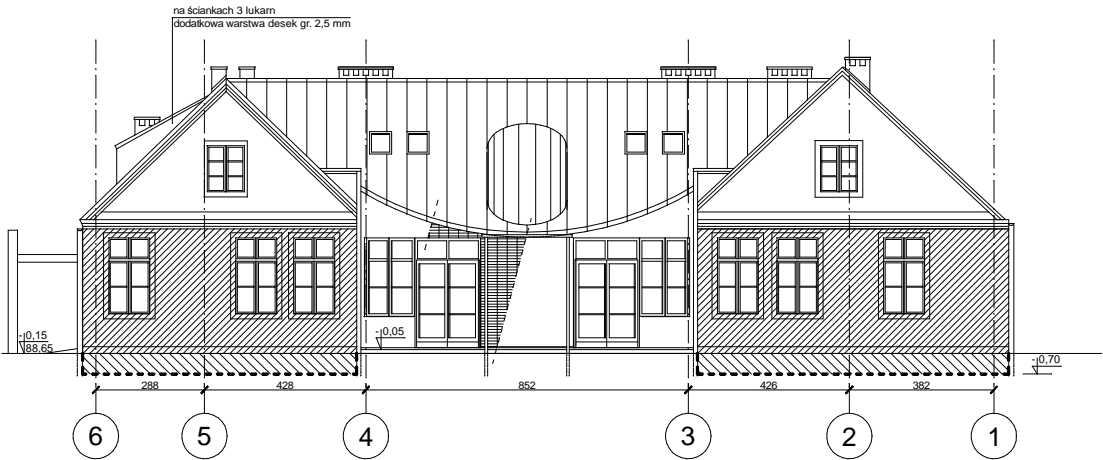 na ściankach 3 lukarn
dodatkowa warstwa desek gr. 2,5 mm
-0,15
88,65
-0,05
-0,70
288 428 852 426 382
6 5 4 3 2 1